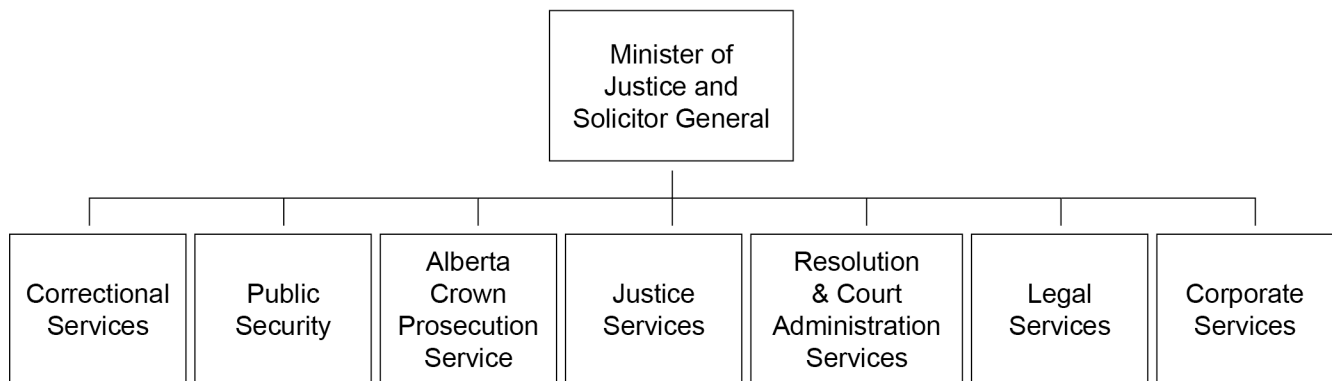 Minister of
Justice and
Solicitor General
Correctional
Services
Public
Security
Alberta
Crown
Prosecution
Service
Justice
Services
Resolution
& Court
Administration
Services
Legal
Services
Corporate
Services